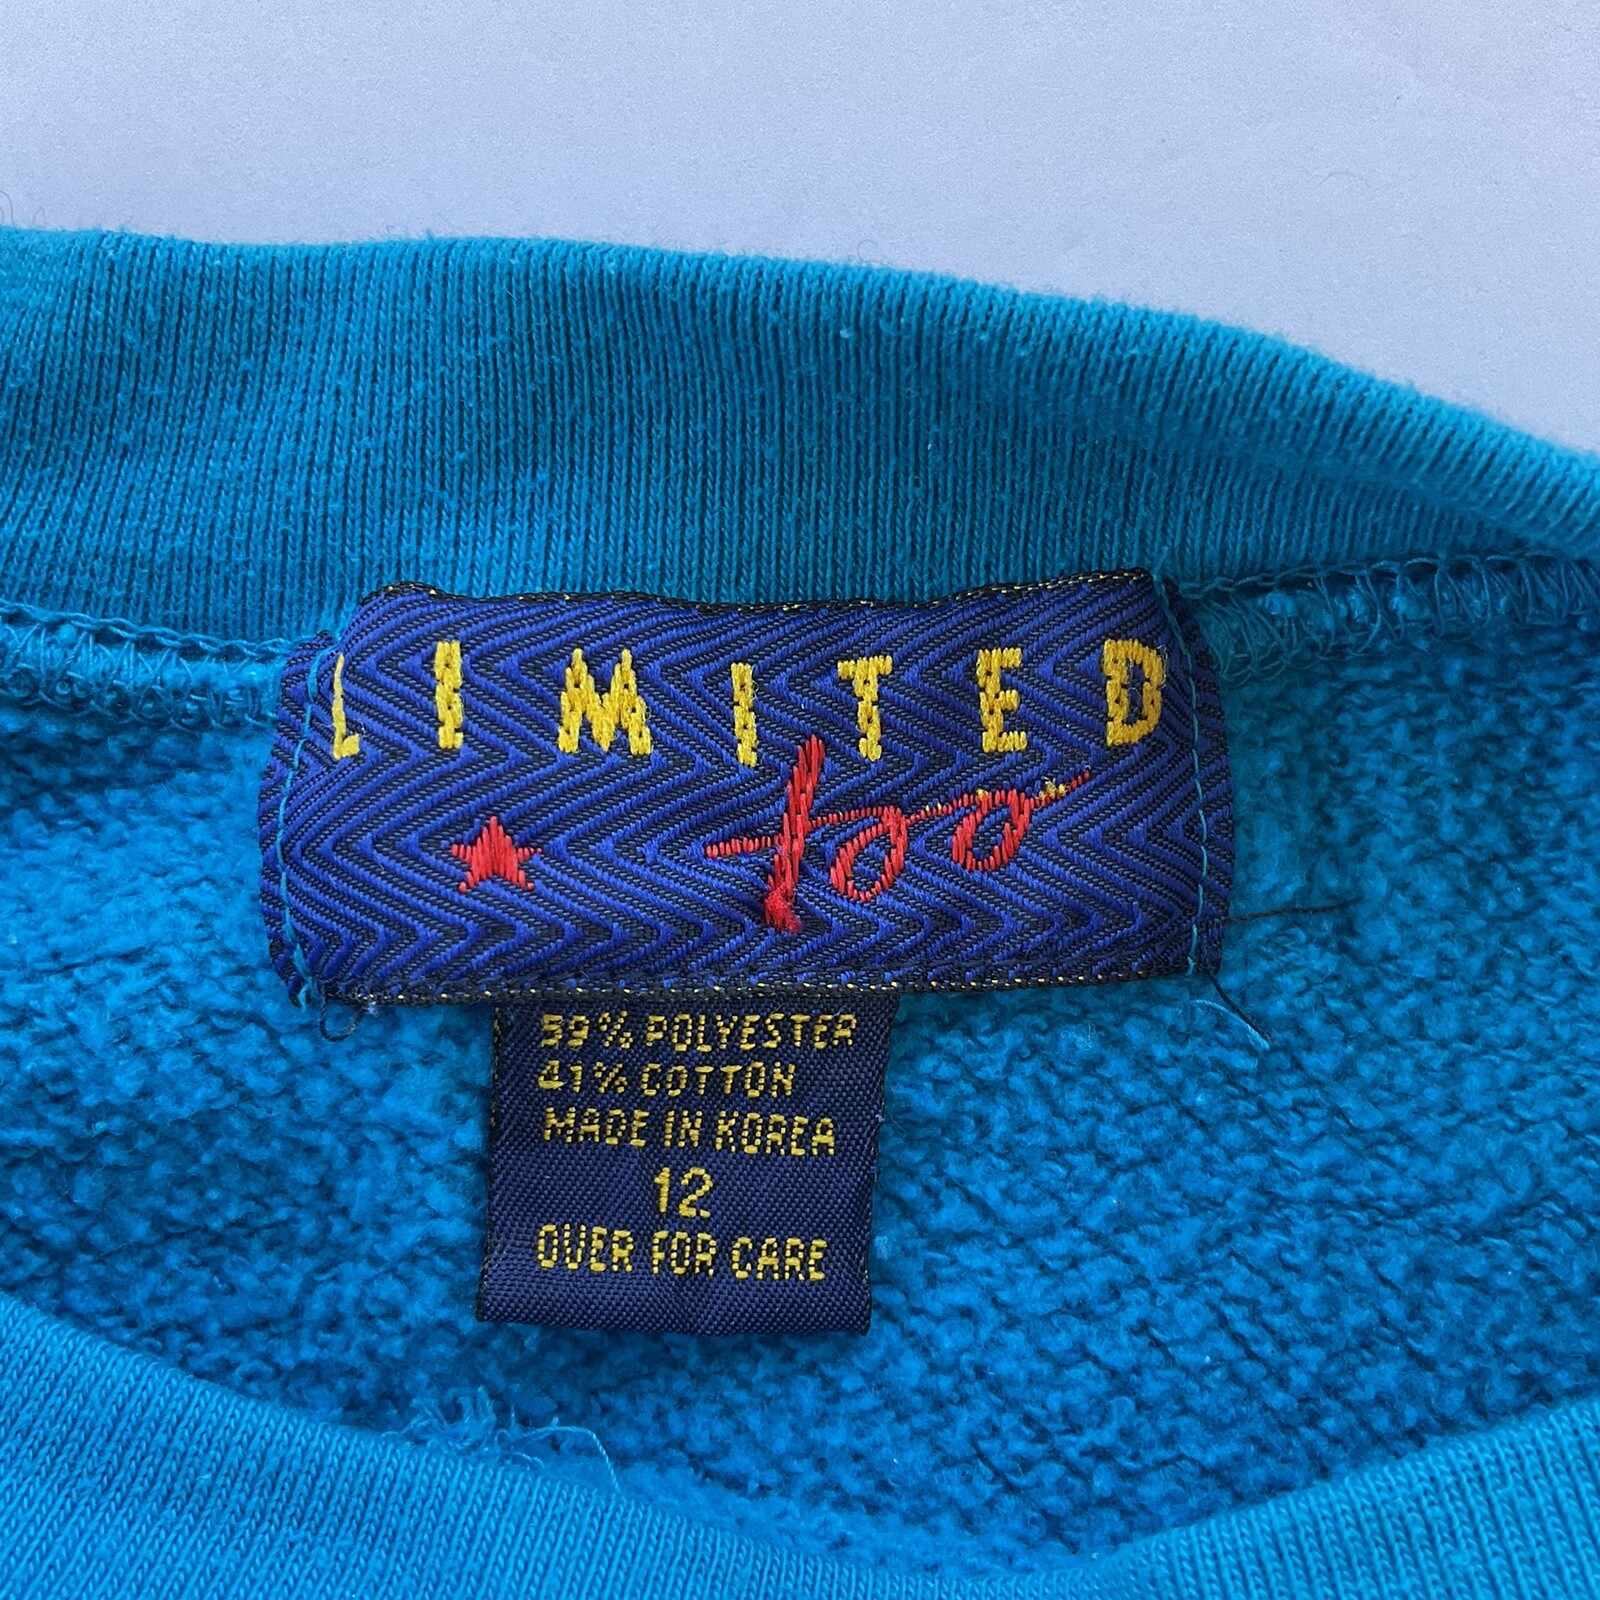 LIMITED
too
59% POLYESTER
41% COTTON
MADE IN KOREA
12
OVER FOR CARE